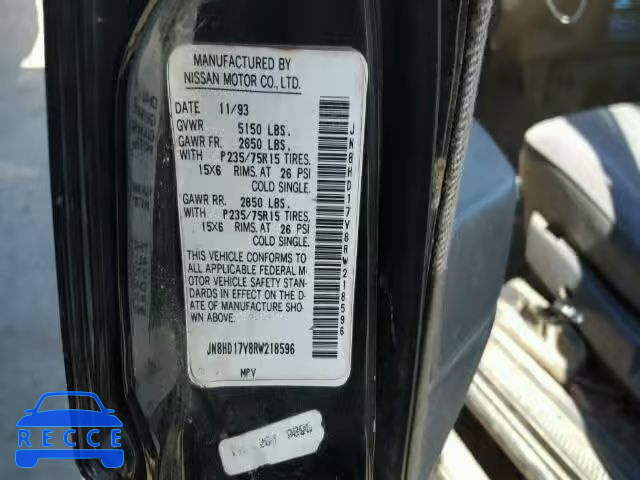 MANUFACTURED BY
NISSAN MOTOR CO., LTD.
DATE 11/93
GVWR 5150 LBS.
GAWR FR. 2650 LBS.
WITH P235/75R15 TIRES,
15X6 RIMS, AT 26 PSI
COLD SINGLE.
GAWR RR. 2850 LBS.
WITH P235/75R15 TIRES,
15X6 RIMS, AT 26 PSI
COLD SINGLE.
THIS VEHICLE CONFORMS TO
ALL APPLICABLE FEDERAL M
OTOR VEHICLE SAFETY STAN
DARDS IN EFFECT ON THE D
ATE OF MANUFACTURE SHO
WN ABOVE.
JN8HD17Y8RW218596
MPV
JN8HD17Y8RW218596
RECCE